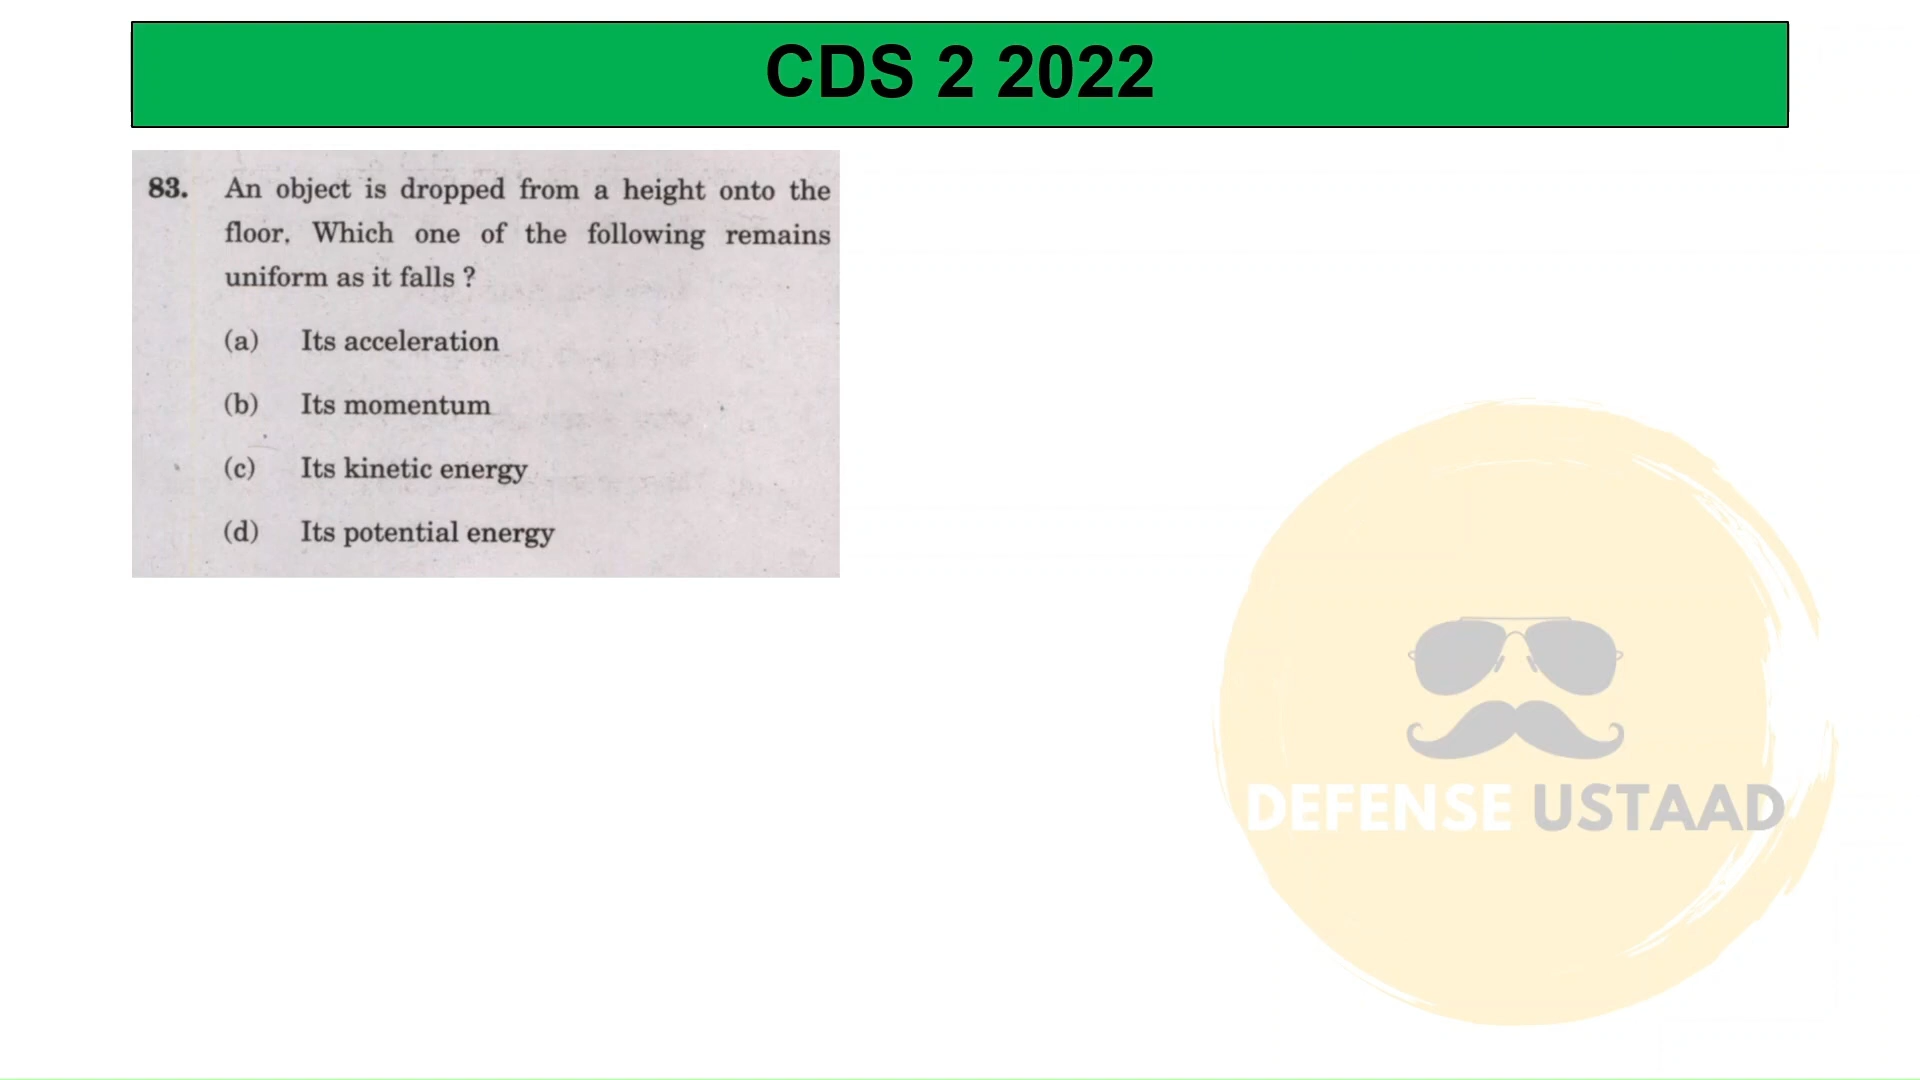 CDS 2 2022
83. An object is dropped from a height onto the
floor. Which one of the following remains
uniform as it falls ?
(a) Its acceleration
(b) Its momentum
(c) Its kinetic energy
(d) Its potential energy
DEFENSE USTAAD